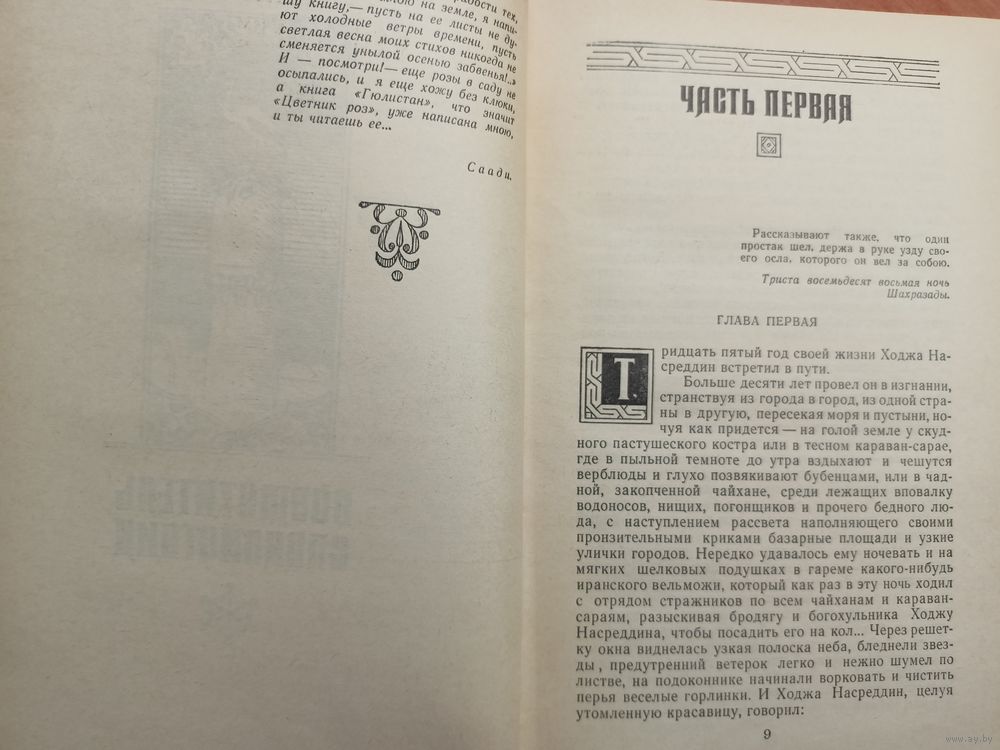 мною на земле, я напи-
шу книгу,— пусть на ее листы не ду-
ют холодные ветры времени, пусть
светлая весна моих стихов никогда не
сменяется унылой осенью забвенья!..»
И — посмотри!— еще розы в саду не
осыпались, и я еще хожу без клюки,
а книга «Гюлистан», что значит
«Цветник роз», уже написана мною,
и ты читаешь ее...
Саади.
ЧАСТЬ ПЕРВАЯ
Рассказывают также, что один
простак шел, держа в руке узду сво-
его осла, которого он вел за собою.
Триста восемьдесят восьмая ночь
Шахразады.
ГЛАВА ПЕРВАЯ
Тридцать пятый год своей жизни Ходжа На-
среддин встретил в пути.
Больше десяти лет провел он в изгнании,
странствуя из города в город, из одной стра-
ны в другую, пересекая моря и пустыни, но-
чуя как придется — на голой земле у скуд-
ного пастушеского костра или в тесном караван-сарае,
где в пыльной темноте до утра вздыхают и чешутся
верблюды и глухо позвякивают бубенцами, или в чад-
ной, закопченной чайхане, среди лежащих вповалку
водоносов, нищих, погонщиков и прочего бедного лю-
да, с наступлением рассвета наполняющего своими
пронзительными криками базарные площади и узкие
улички городов. Нередко удавалось ему ночевать и на
мягких шелковых подушках в гареме какого-нибудь
иранского вельможи, который как раз в эту ночь ходил
с отрядом стражников по всем чайханам и караван-
сараям, разыскивая бродягу и богохульника Ходжу
Насреддина, чтобы посадить его на кол... Через решет-
ку окна виднелась узкая полоска неба, бледнели звез-
ды, предутренний ветерок легко и нежно шумел по
листве, на подоконнике начинали ворковать и чистить
перья веселые горлинки. И Ходжа Насреддин, целуя
утомленную красавицу, говорил:
9
www.ay.by